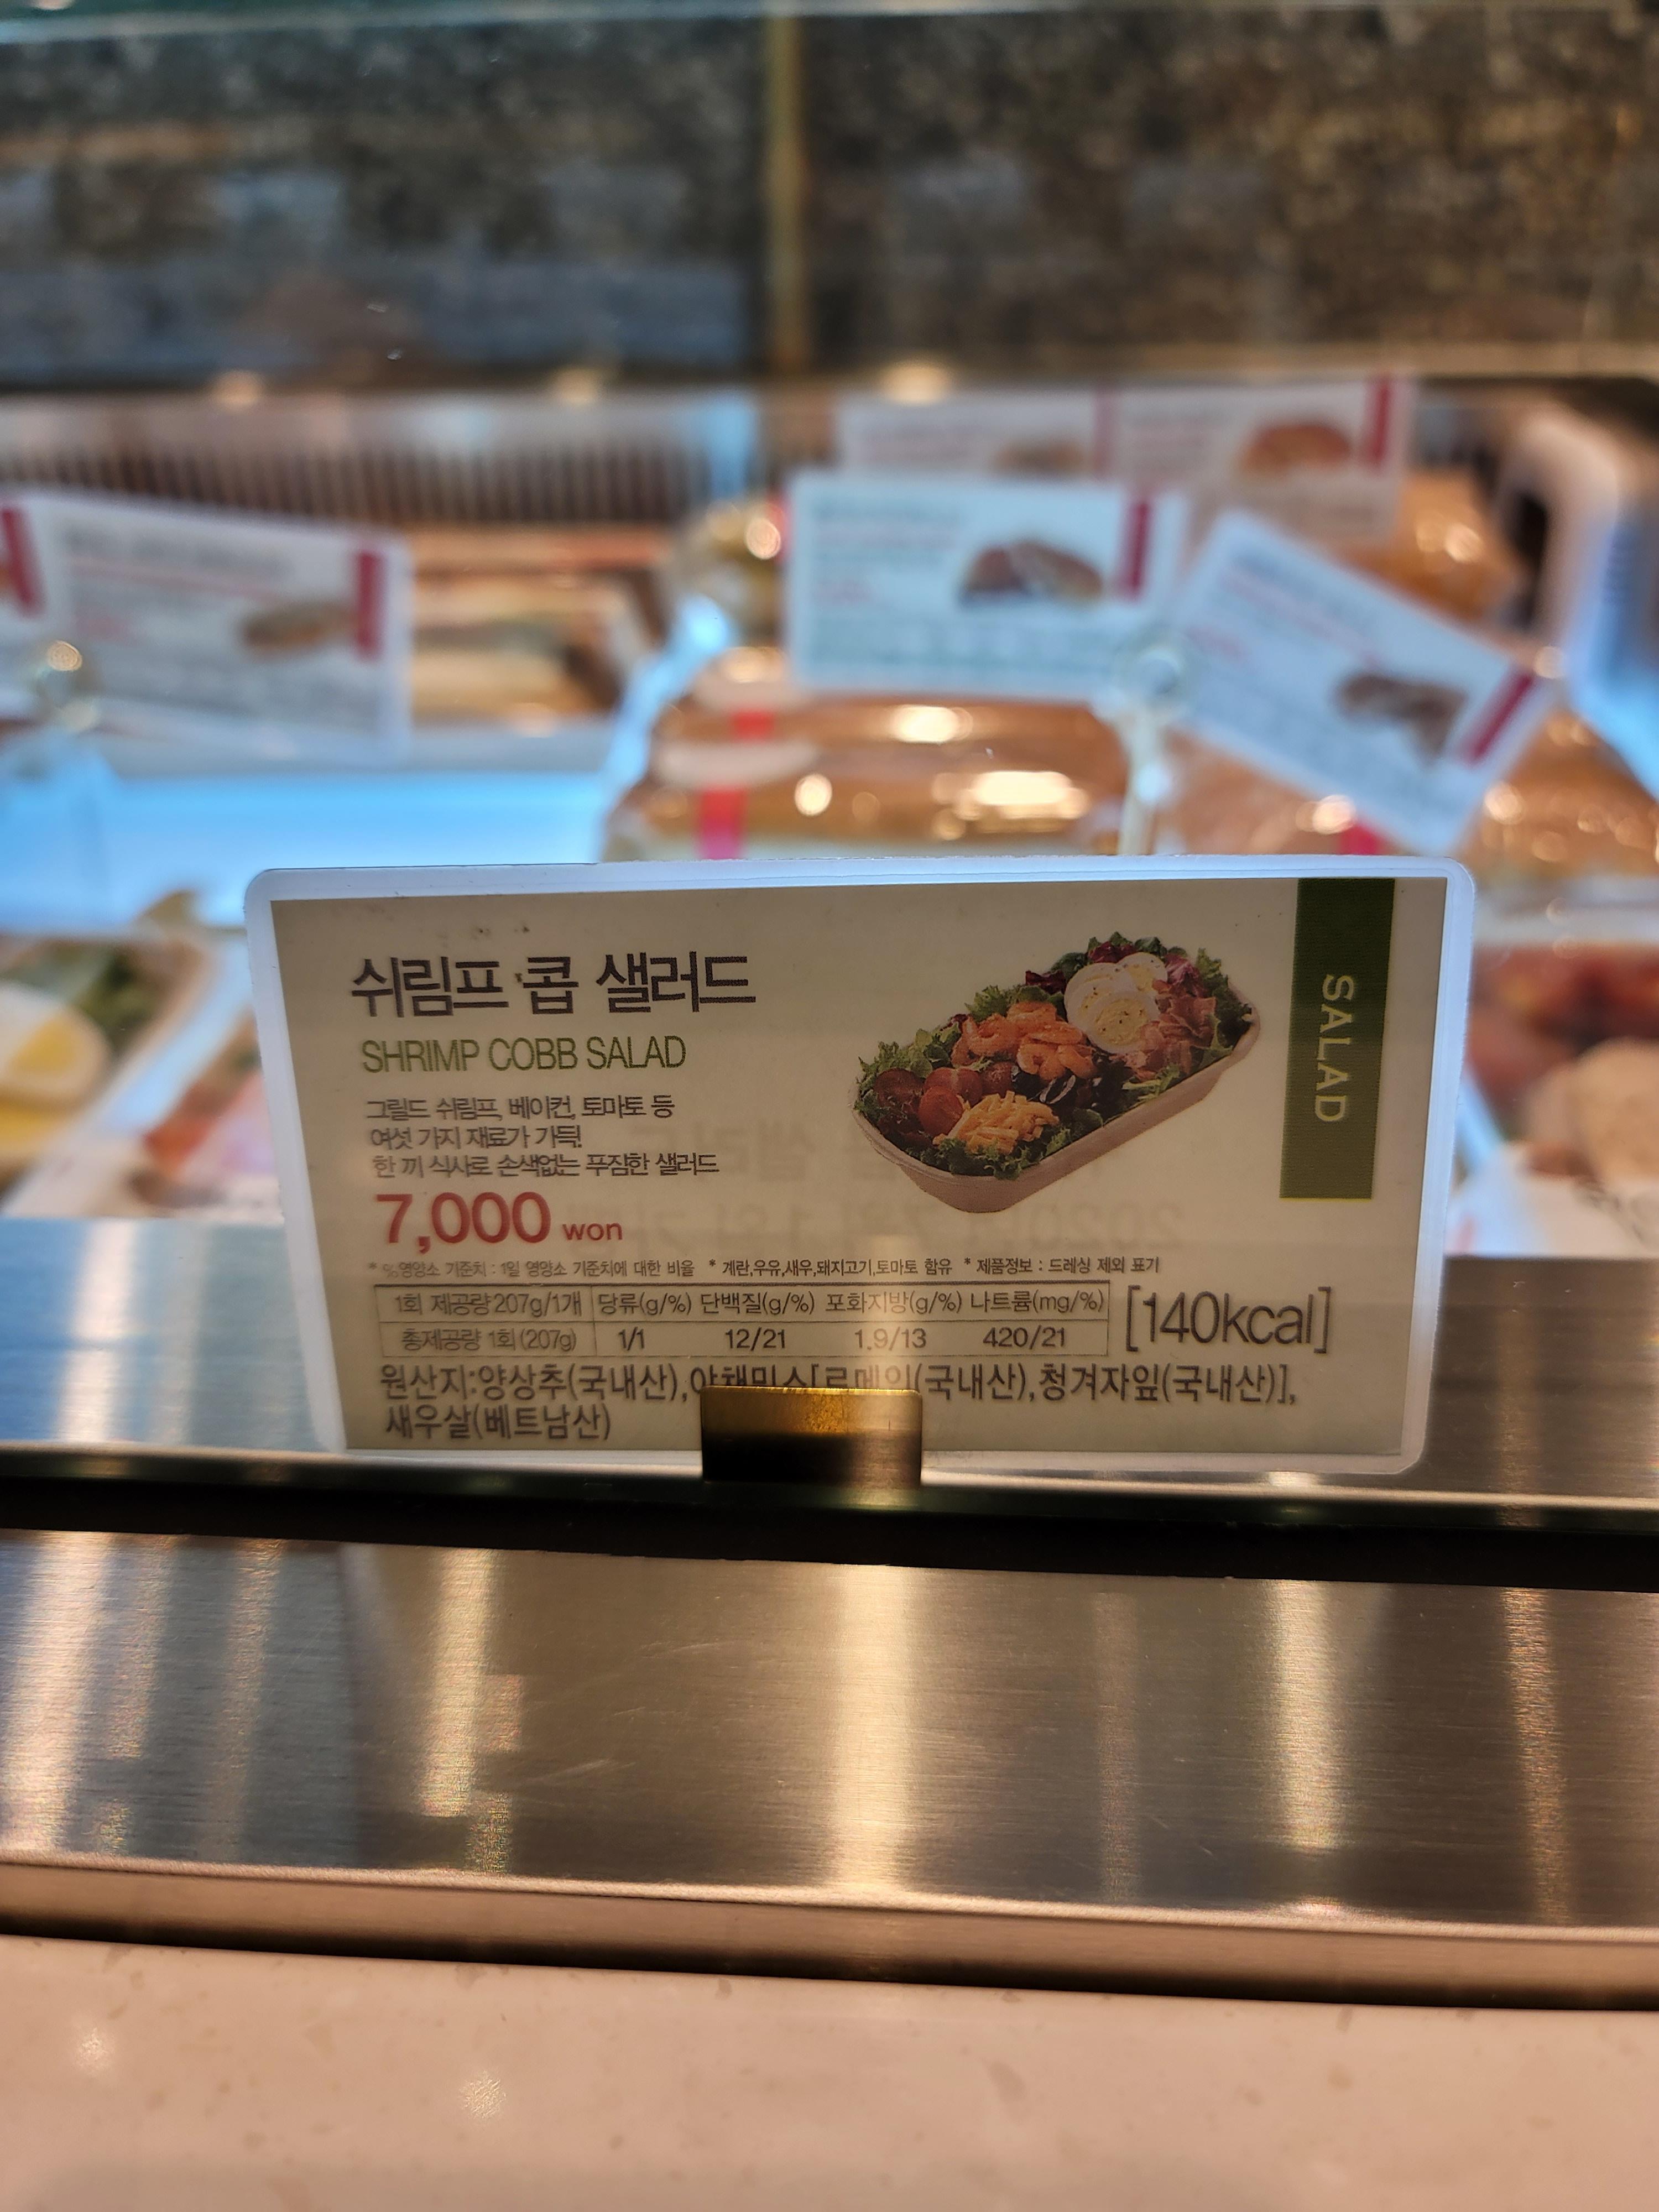 쉬림프 콥 샐러드
SHRIMP COBB SALAD
그릴드 쉬림프, 베이컨, 토마토 등
여섯 가지 재료가 가득!
한 끼 식사로 손색없는 푸짐한 샐러드
7,000 won
SALAD
* %영양소 기준치 : 1일 영양소 기준치에 대한 비율 * 계란,우유,새우,돼지고기,토마토 함유 * 제품정보 : 드레싱 제외 표기
1회 제공량 207g/1개 당류(g/%) 단백질(g/%) 포화지방(g/%) 나트륨(mg/%)
총제공량 1회 (207g) 1/1 12/21 1.9/13 420/21
[140kcal]
원산지:양상추(국내산),야채믹스[로메인(국내산),청겨자잎(국내산)],
새우살(베트남산)